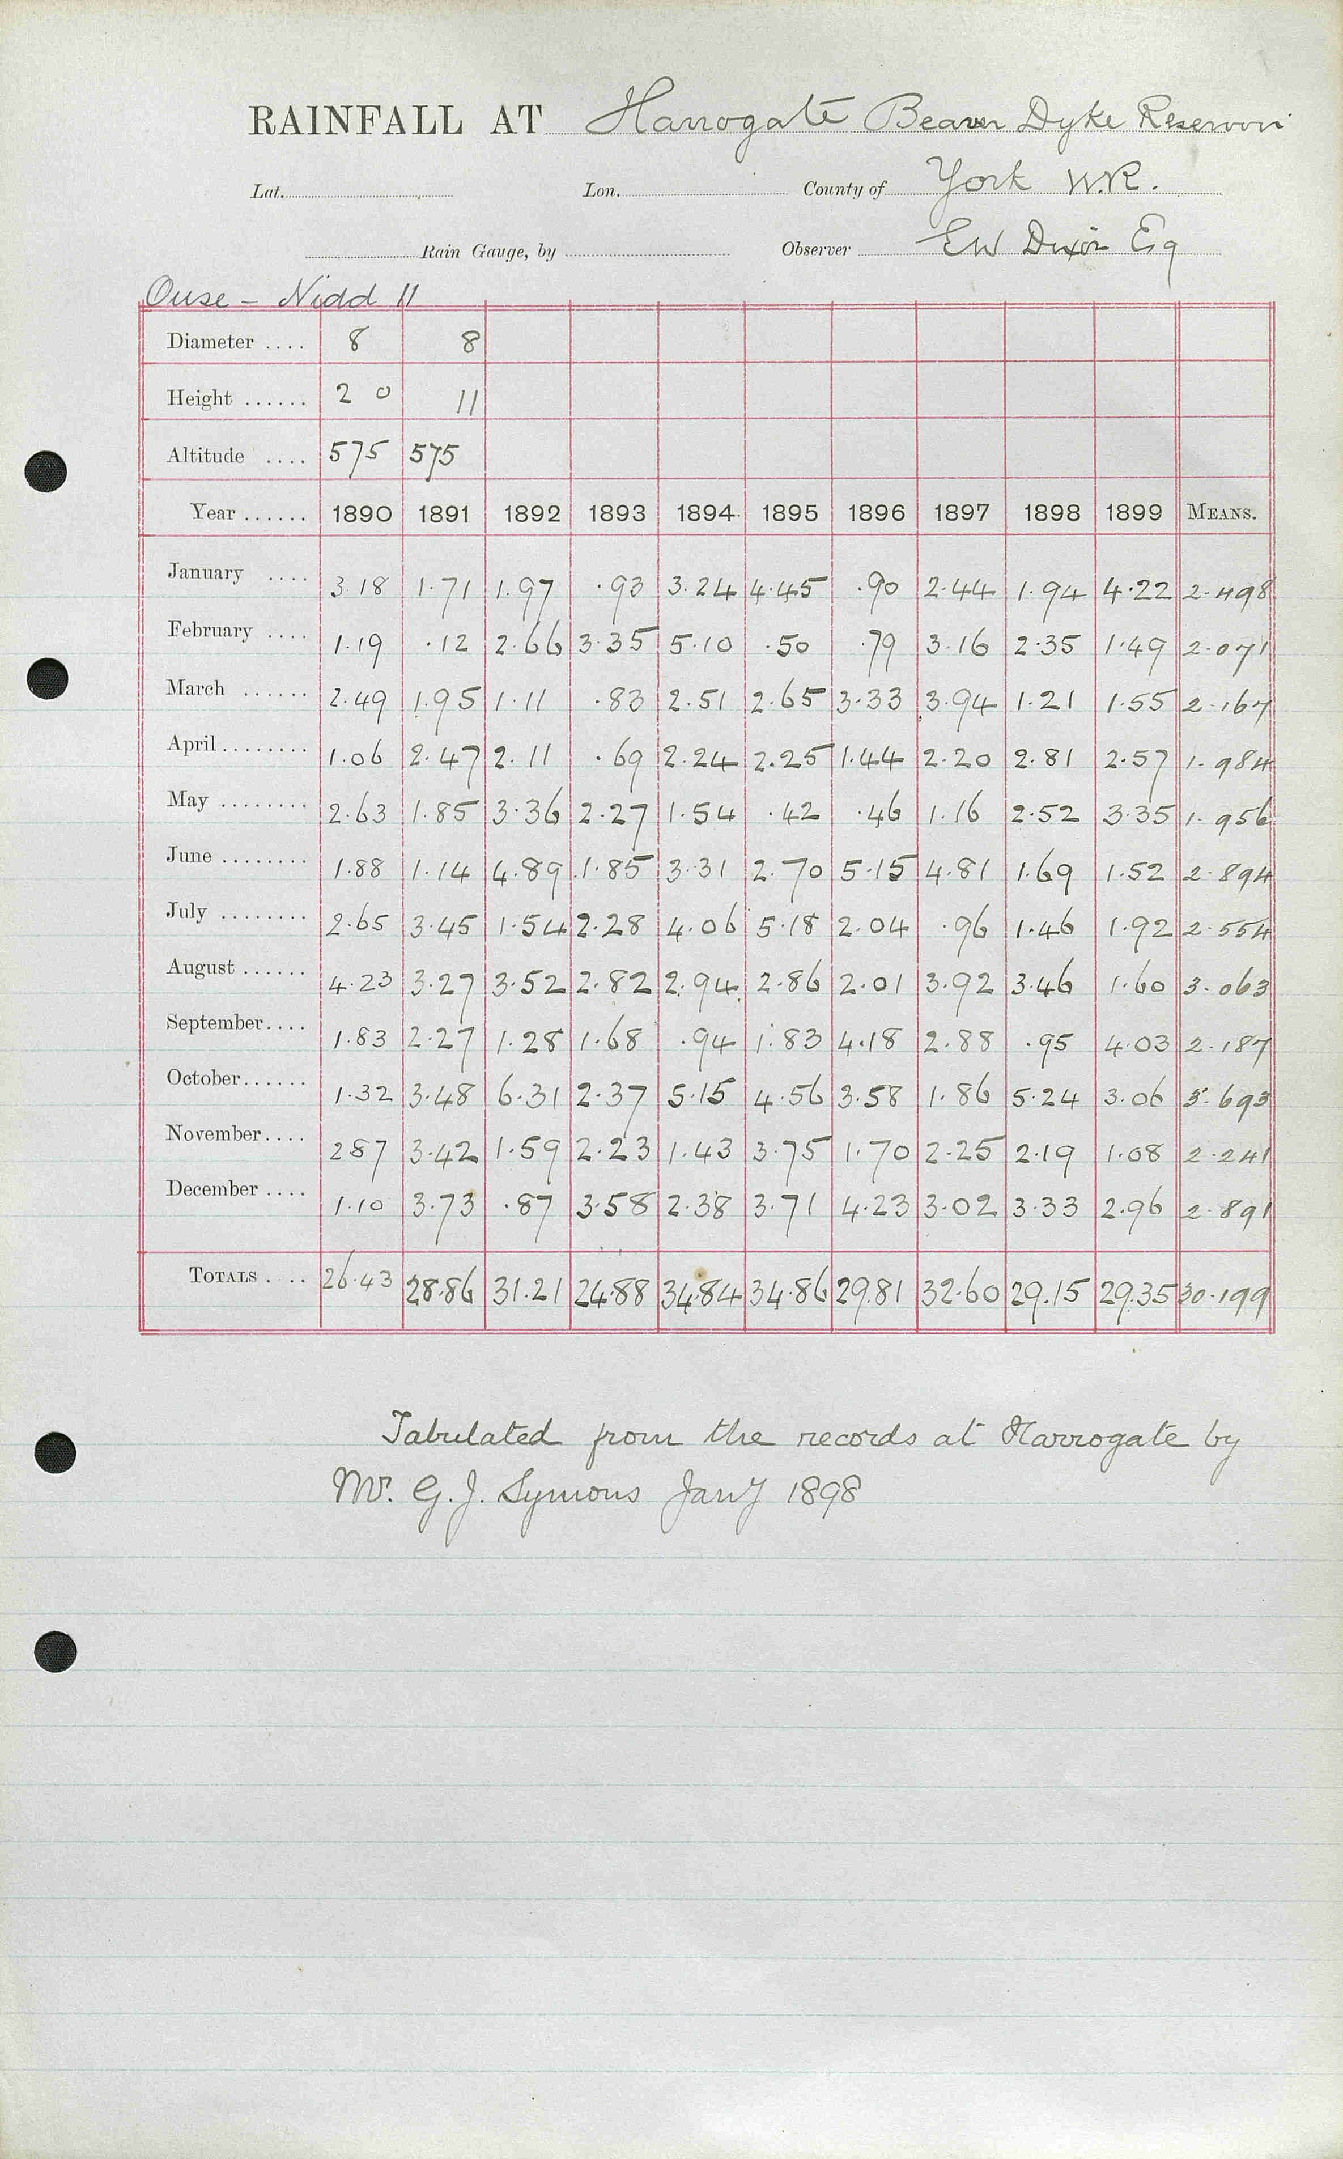 RAINFALL AT Harrogate Beaver Dyke Reservoir
Lat. Lon. County of York W.R.
Rain Gauge, by Observer EW Dixon Esq
Ouse - Nidd 11
Diameter .... 8 8
Height ...... 2 0 11
Altitude .... 575 575
Year ...... 1890 1891 1892 1893 1894 1895 1896 1897 1898 1899 MEANS.
January .... 3.18 1.71 1.97 .93 3.24 4.45 .90 2.44 1.94 4.22 2.498
February .... 1.19 .12 2.66 3.35 5.10 .50 .79 3.16 2.35 1.49 2.071
March ...... 2.49 1.95 1.11 .83 2.51 2.65 3.33 3.94 1.21 1.55 2.167
April ........ 1.06 2.47 2.11 .69 2.24 2.25 1.44 2.20 2.81 2.57 1.984
May ........ 2.63 1.85 3.36 2.27 1.54 .42 .46 1.16 2.52 3.35 1.956
June ........ 1.88 1.14 4.89 1.85 3.31 2.70 5.15 4.81 1.69 1.52 2.894
July ........ 2.65 3.45 1.54 2.28 4.06 5.18 2.04 .96 1.46 1.92 2.554
August ...... 4.23 3.27 3.52 2.82 2.94 2.86 2.01 3.92 3.46 1.60 3.063
September.... 1.83 2.27 1.28 1.68 .94 1.83 4.18 2.88 .95 4.03 2.187
October...... 1.32 3.48 6.31 2.37 5.15 4.56 3.58 1.86 5.24 3.06 3.693
November.... 2.87 3.42 1.59 2.23 1.43 3.75 1.70 2.25 2.19 1.08 2.241
December .... 1.10 3.73 .87 3.58 2.38 3.71 4.23 3.02 3.33 2.96 2.891
TOTALS .... 26.43 28.86 31.21 24.88 34.84 34.86 29.81 32.60 29.15 29.35 30.199
Tabulated from the records at Harrogate by
Mr. G. J. Symons Jany 1898